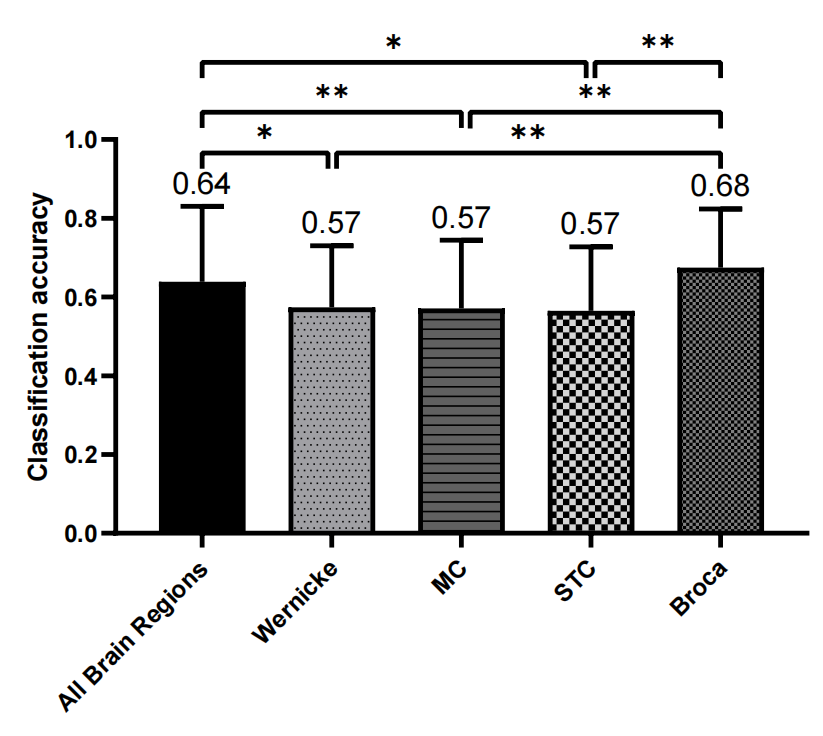 * **
** **
* **
1.0
0.64 0.68
0.8
0.57 0.57 0.57
0.6
0.4
0.2
0.0
Classification accuracy
All Brain Regions
Wernicke
MC
STC
Broca